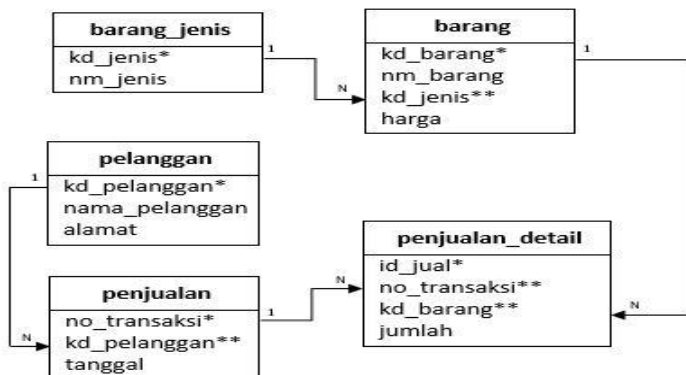 barang_jenis
kd_jenis*
nm_jenis
1
N
barang
kd_barang*
nm_barang
kd_jenis**
harga
1
pelanggan
kd_pelanggan*
nama_pelanggan
alamat
1
N
penjualan
no_transaksi*
kd_pelanggan**
tanggal
1
N
penjualan_detail
id_jual*
no_transaksi**
kd_barang**
jumlah
N